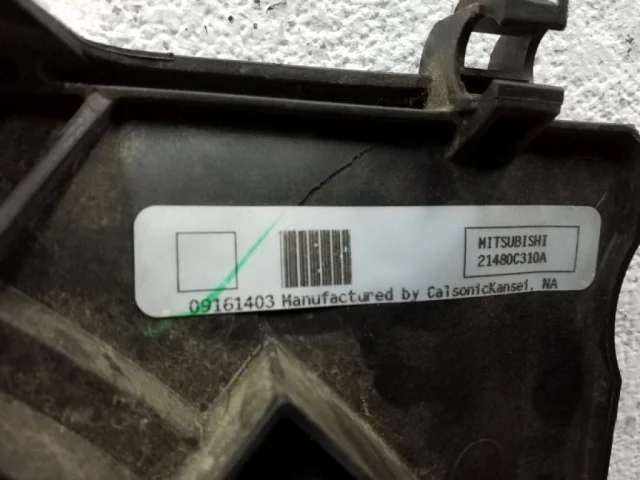 MITSUBISHI
21480C310A
09161403 Manufactured by CalsonicKansei, NA